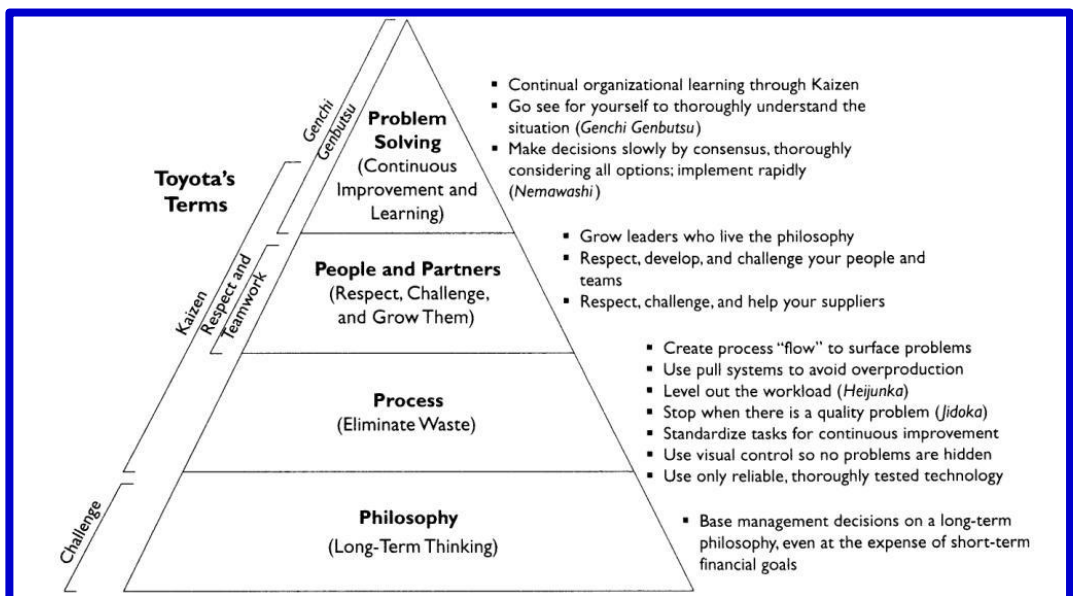 Toyota's
Terms
Genchi
Genbutsu
Kaizen
Respect and
Teamwork
Challenge
Problem
Solving
(Continuous
Improvement and
Learning)
▪ Continual organizational learning through Kaizen
▪ Go see for yourself to thoroughly understand the
situation (Genchi Genbutsu)
▪ Make decisions slowly by consensus, thoroughly
considering all options; implement rapidly
(Nemawashi)
People and Partners
(Respect, Challenge,
and Grow Them)
▪ Grow leaders who live the philosophy
▪ Respect, develop, and challenge your people and
teams
▪ Respect, challenge, and help your suppliers
Process
(Eliminate Waste)
▪ Create process “flow” to surface problems
▪ Use pull systems to avoid overproduction
▪ Level out the workload (Heijunka)
▪ Stop when there is a quality problem (Jidoka)
▪ Standardize tasks for continuous improvement
▪ Use visual control so no problems are hidden
▪ Use only reliable, thoroughly tested technology
Philosophy
(Long-Term Thinking)
▪ Base management decisions on a long-term
philosophy, even at the expense of short-term
financial goals